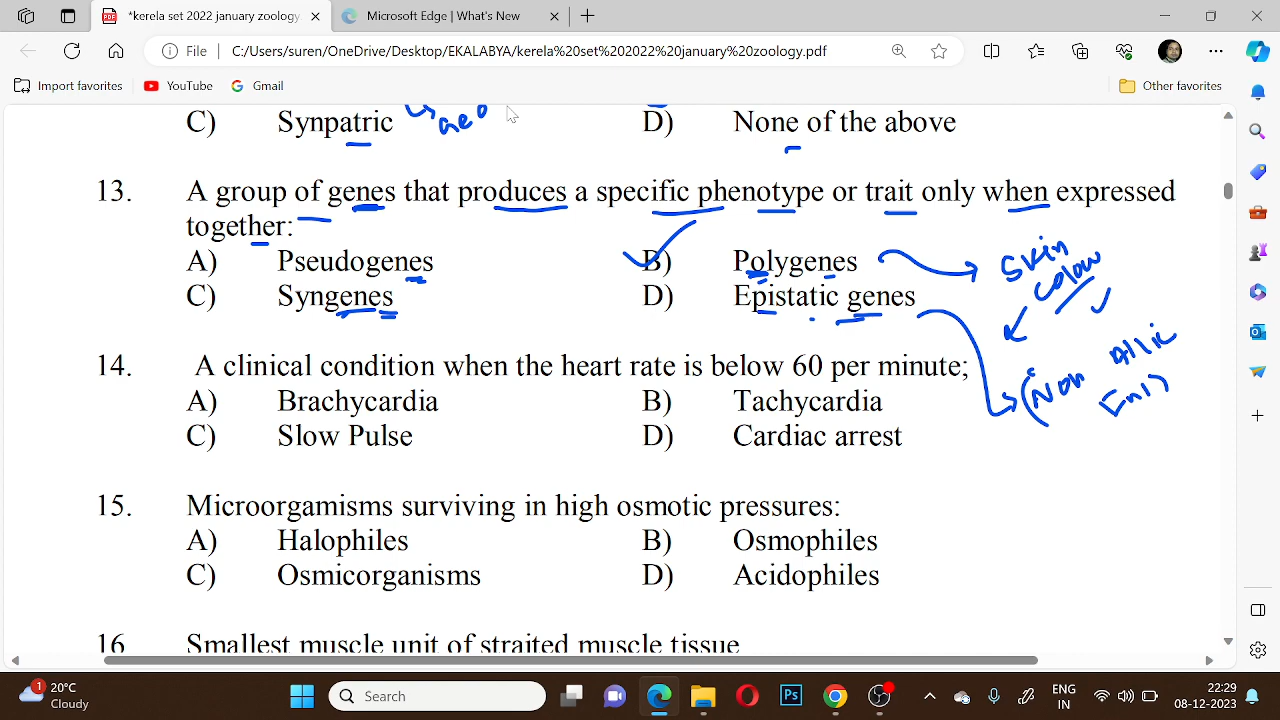 *kerela set 2022 january zoology.
Microsoft Edge | What's New
File
C:/Users/suren/OneDrive/Desktop/EKALABYA/kerela%20set%202022%20january%20zoology.pdf
Import favorites
YouTube
Gmail
Other favorites
C) Synpatric
D) None of the above
13. A group of genes that produces a specific phenotype or trait only when expressed
together:
A) Pseudogenes B) Polygenes
Skin
colour
C) Syngenes D) Epistatic genes
14. A clinical condition when the heart rate is below 60 per minute;
(Non Allic
A) Brachycardia B) Tachycardia
C) Slow Pulse D) Cardiac arrest
15. Microorgamisms surviving in high osmotic pressures:
A) Halophiles B) Osmophiles
C) Osmicorganisms D) Acidophiles
16 Smallest muscle unit of straited muscle tissue
1
20°C
Cloudy
Search
Ps
ENG
IN
22:29
08-12-2023